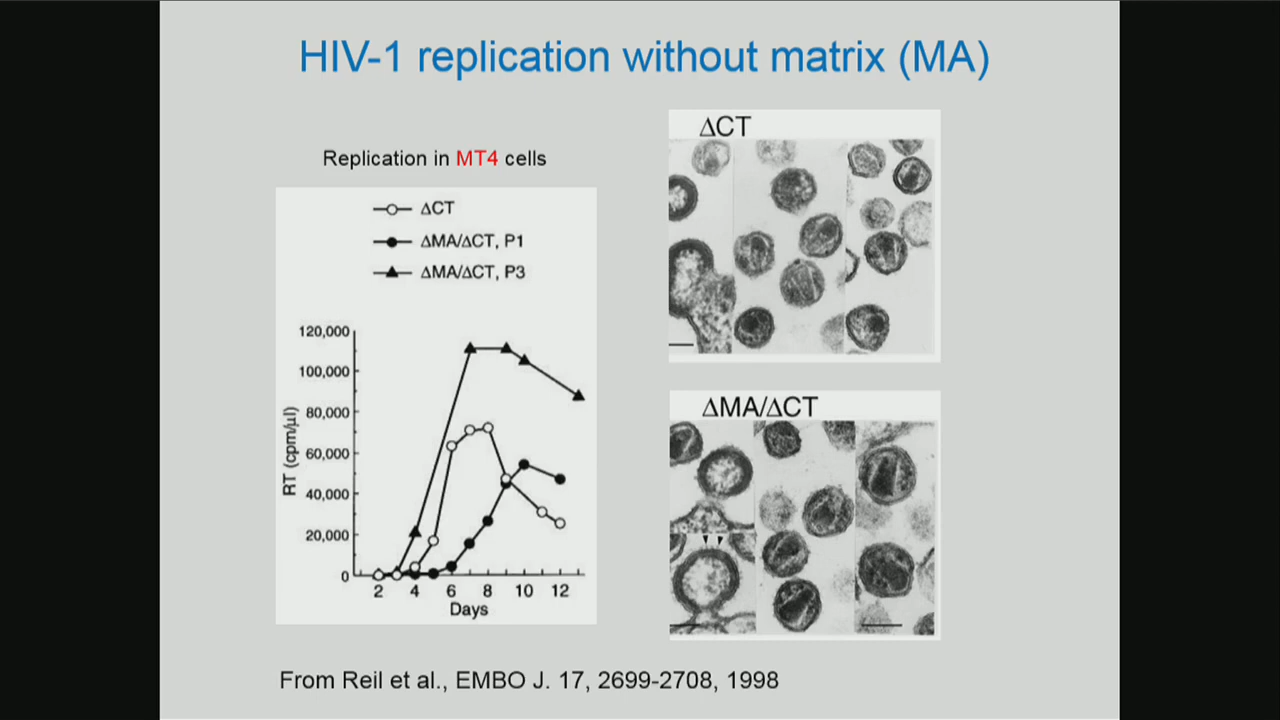 HIV-1 replication without matrix (MA)
Replication in MT4 cells
ΔCT
ΔMA/ΔCT, P1
ΔMA/ΔCT, P3
120,000
100,000
80,000
60,000
40,000
20,000
0
RT (cpm/µl)
2 4 6 8 10 12
Days
ΔCT
ΔMA/ΔCT
From Reil et al., EMBO J. 17, 2699-2708, 1998